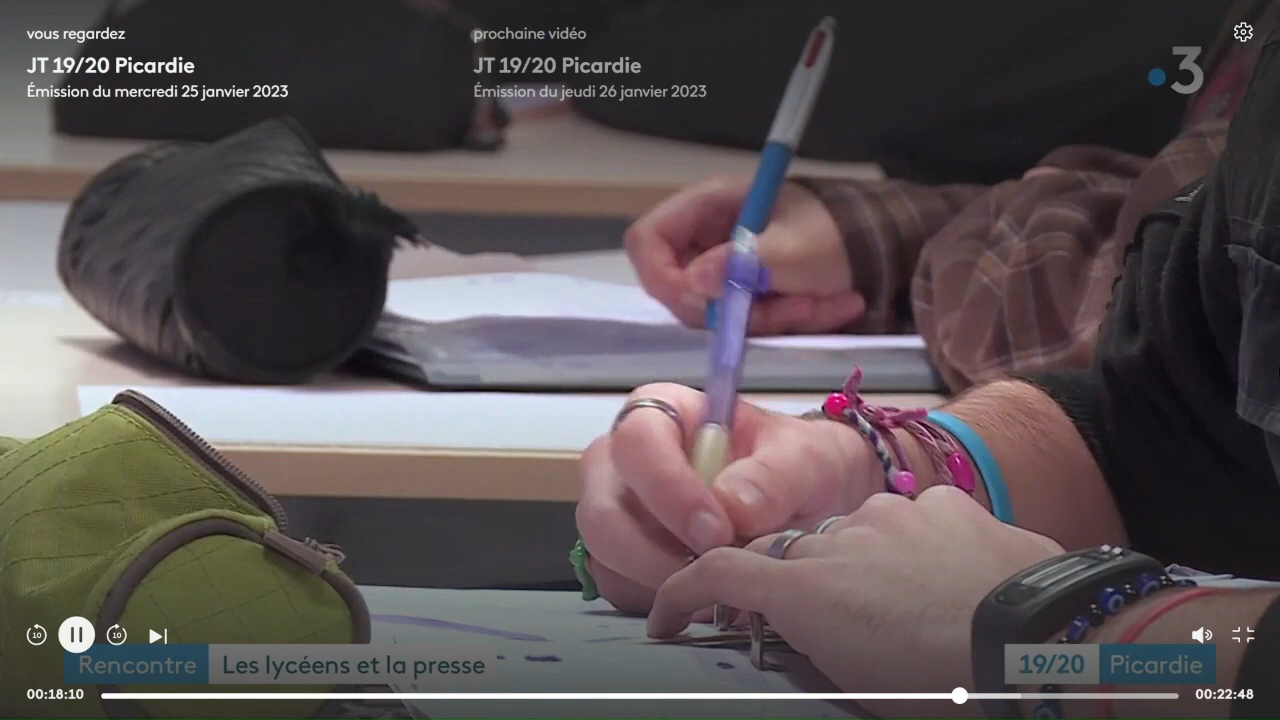 vous regardez
JT 19/20 Picardie
Émission du mercredi 25 janvier 2023
prochaine vidéo
JT 19/20 Picardie
Émission du jeudi 26 janvier 2023
3
10
10
Rencontre
Les lycéens et la presse
19/20 Picardie
00:18:10
00:22:48